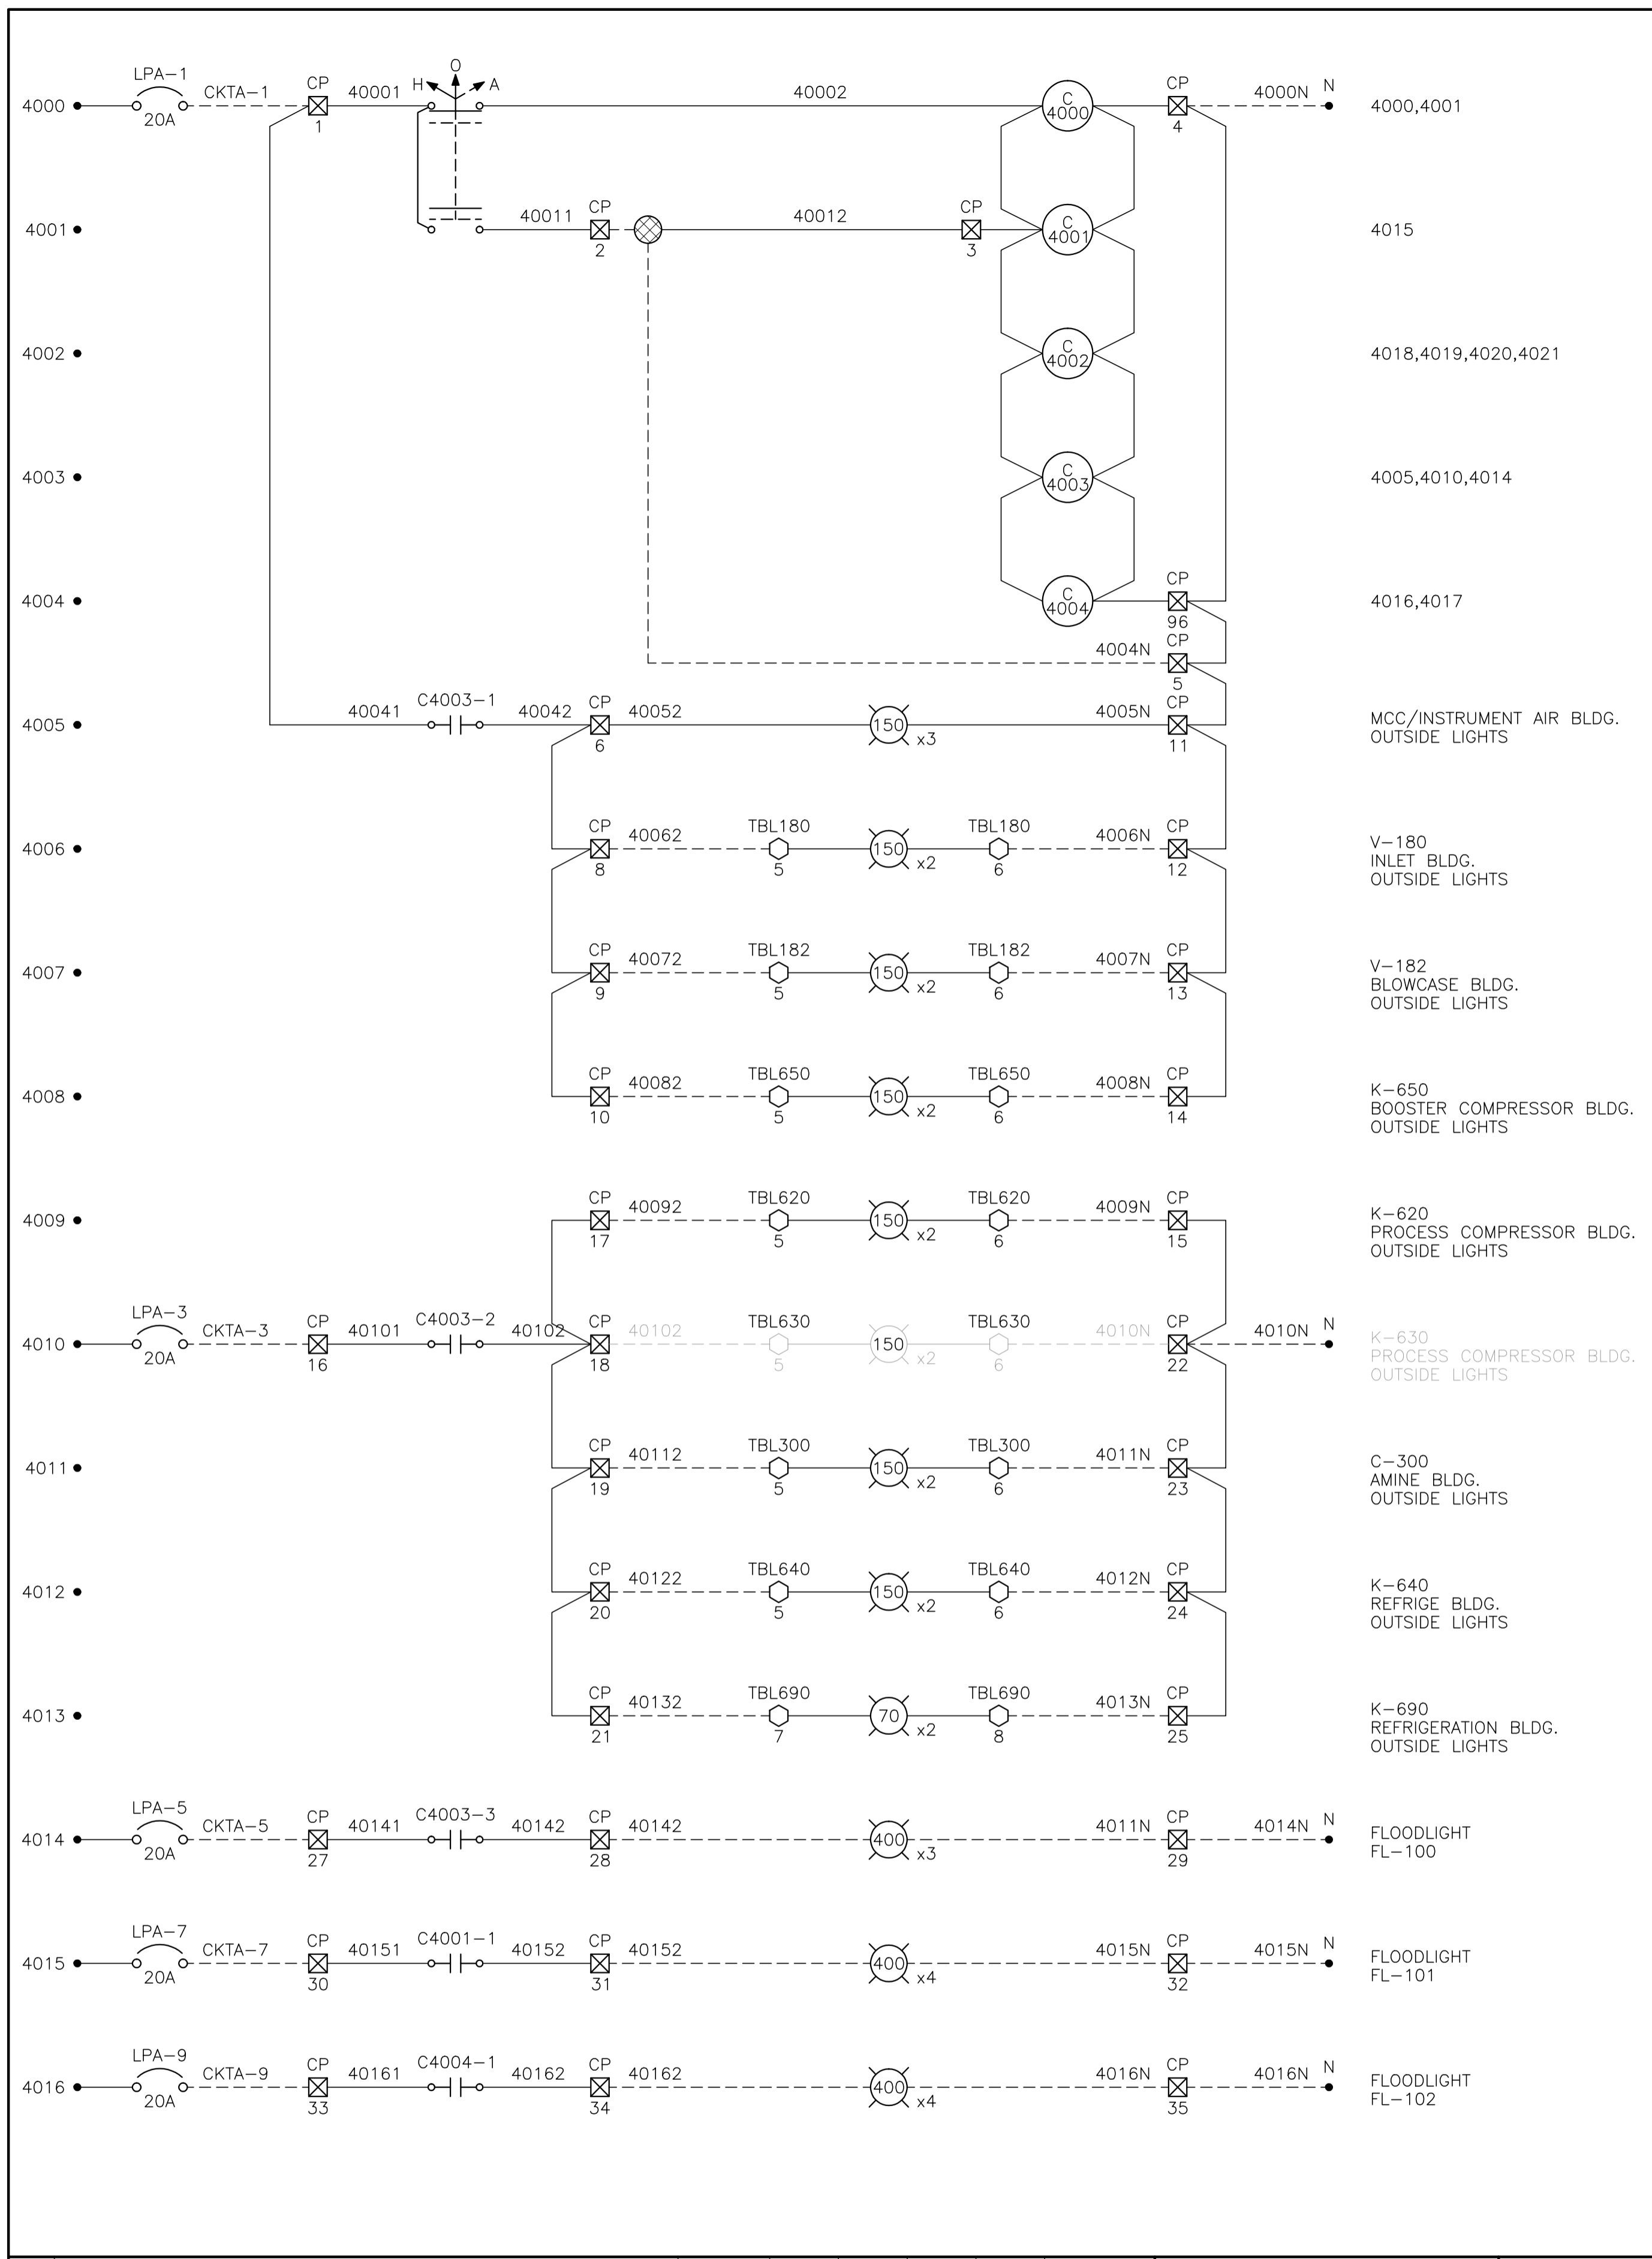 LPA-1
H O A
4000 CKTA-1 CP 40001 40002 C 4000 CP 4000N N 4000,4001
20A 1 4
4001 40011 CP 40012 CP C 4001 4015
2 3
4002 C 4002 4018,4019,4020,4021
4003 C 4003 4005,4010,4014
4004 C 4004 CP 4016,4017
96
4004N CP
5
4005 40041 C4003-1 40042 CP 40052 150 x3 4005N CP MCC/INSTRUMENT AIR BLDG.
6 11 OUTSIDE LIGHTS
4006 CP 40062 TBL180 150 x2 TBL180 4006N CP V-180
8 5 6 12 INLET BLDG.
OUTSIDE LIGHTS
4007 CP 40072 TBL182 150 x2 TBL182 4007N CP V-182
9 5 6 13 BLOWCASE BLDG.
OUTSIDE LIGHTS
4008 CP 40082 TBL650 150 x2 TBL650 4008N CP K-650
10 5 6 14 BOOSTER COMPRESSOR BLDG.
OUTSIDE LIGHTS
4009 CP 40092 TBL620 150 x2 TBL620 4009N CP K-620
17 5 6 15 PROCESS COMPRESSOR BLDG.
OUTSIDE LIGHTS
LPA-3
4010 CKTA-3 CP 40101 C4003-2 40102 CP 40102 TBL630 150 x2 TBL630 4010N CP 4010N N K-630
20A 16 18 5 6 22 PROCESS COMPRESSOR BLDG.
OUTSIDE LIGHTS
4011 CP 40112 TBL300 150 x2 TBL300 4011N CP C-300
19 5 6 23 AMINE BLDG.
OUTSIDE LIGHTS
4012 CP 40122 TBL640 150 x2 TBL640 4012N CP K-640
20 5 6 24 REFRIGE BLDG.
OUTSIDE LIGHTS
4013 CP 40132 TBL690 70 x2 TBL690 4013N CP K-690
21 7 8 25 REFRIGERATION BLDG.
OUTSIDE LIGHTS
LPA-5
4014 CKTA-5 CP 40141 C4003-3 40142 CP 40142 400 x3 4011N CP 4014N N FLOODLIGHT
20A 27 28 29 FL-100
LPA-7
4015 CKTA-7 CP 40151 C4001-1 40152 CP 40152 400 x4 4015N CP 4015N N FLOODLIGHT
20A 30 31 32 FL-101
LPA-9
4016 CKTA-9 CP 40161 C4004-1 40162 CP 40162 400 x4 4016N CP 4016N N FLOODLIGHT
20A 33 34 35 FL-102